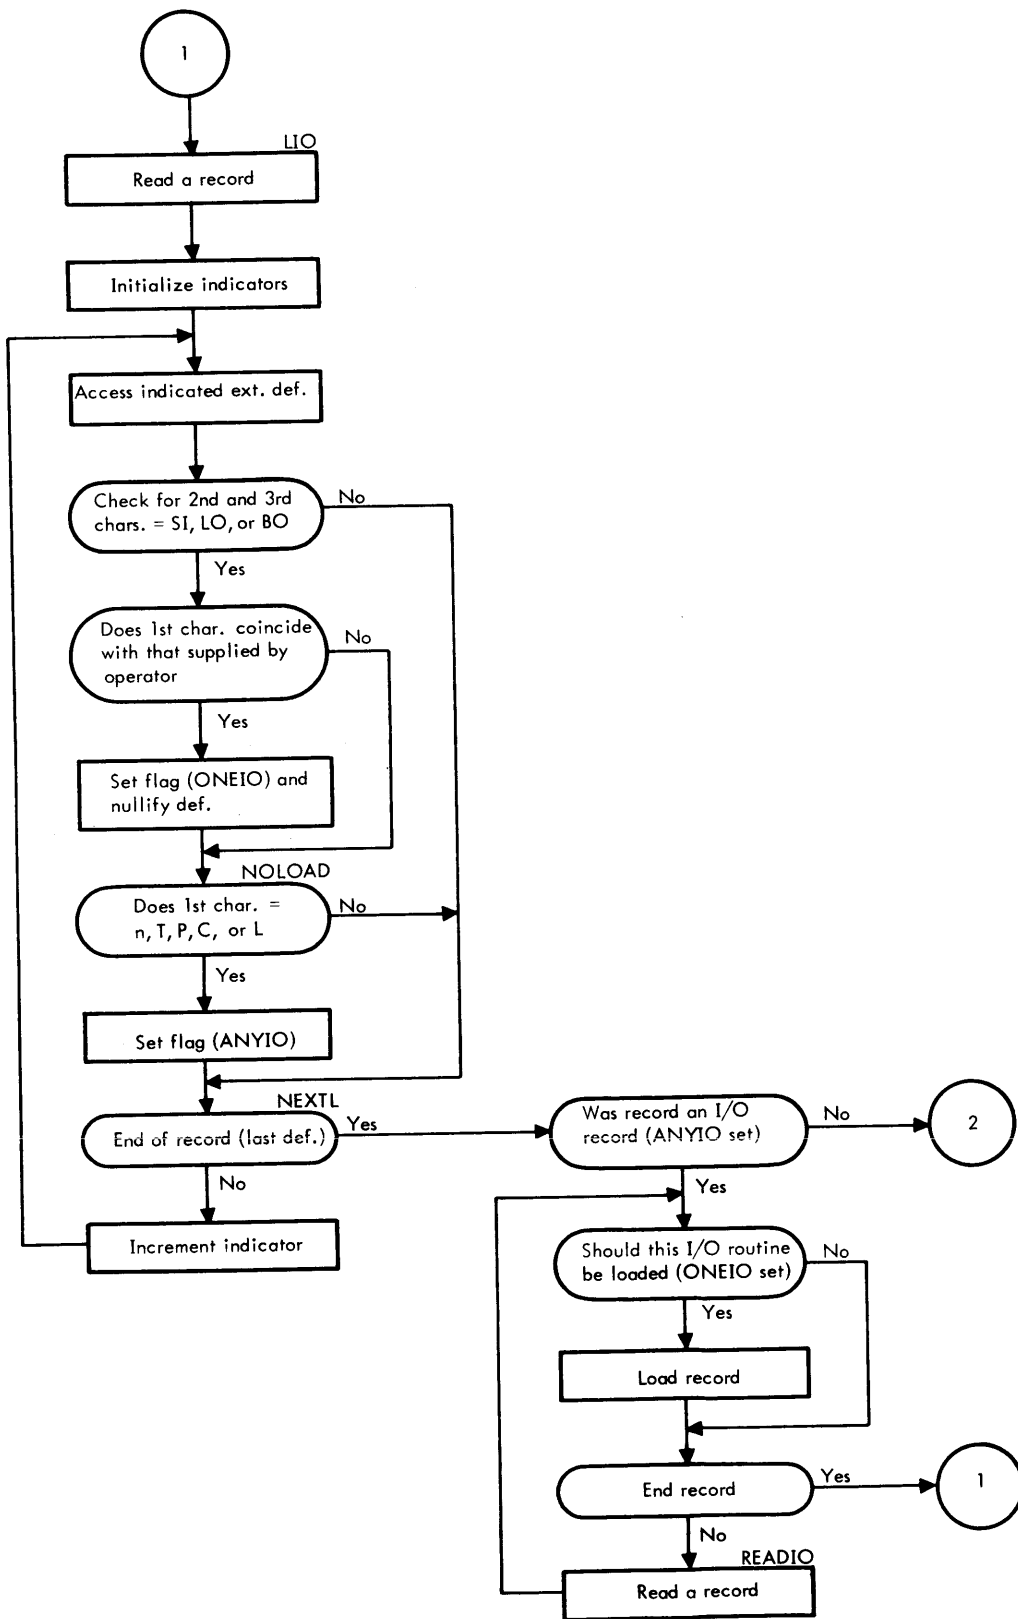 1
LIO
Read a record
Initialize indicators
Access indicated ext. def.
Check for 2nd and 3rd
chars. = SI, LO, or BO
No
Yes
Does 1st char. coincide
with that supplied by
operator
No
Yes
Set flag (ONEIO) and
nullify def.
NOLOAD
Does 1st char. =
n, T, P, C, or L
No
Yes
Set flag (ANYIO)
NEXTL
End of record (last def.)
Yes
No
Increment indicator
Was record an I/O
record (ANYIO set)
No
2
Yes
Should this I/O routine
be loaded (ONEIO set)
No
Yes
Load record
End record
Yes
1
No
READIO
Read a record